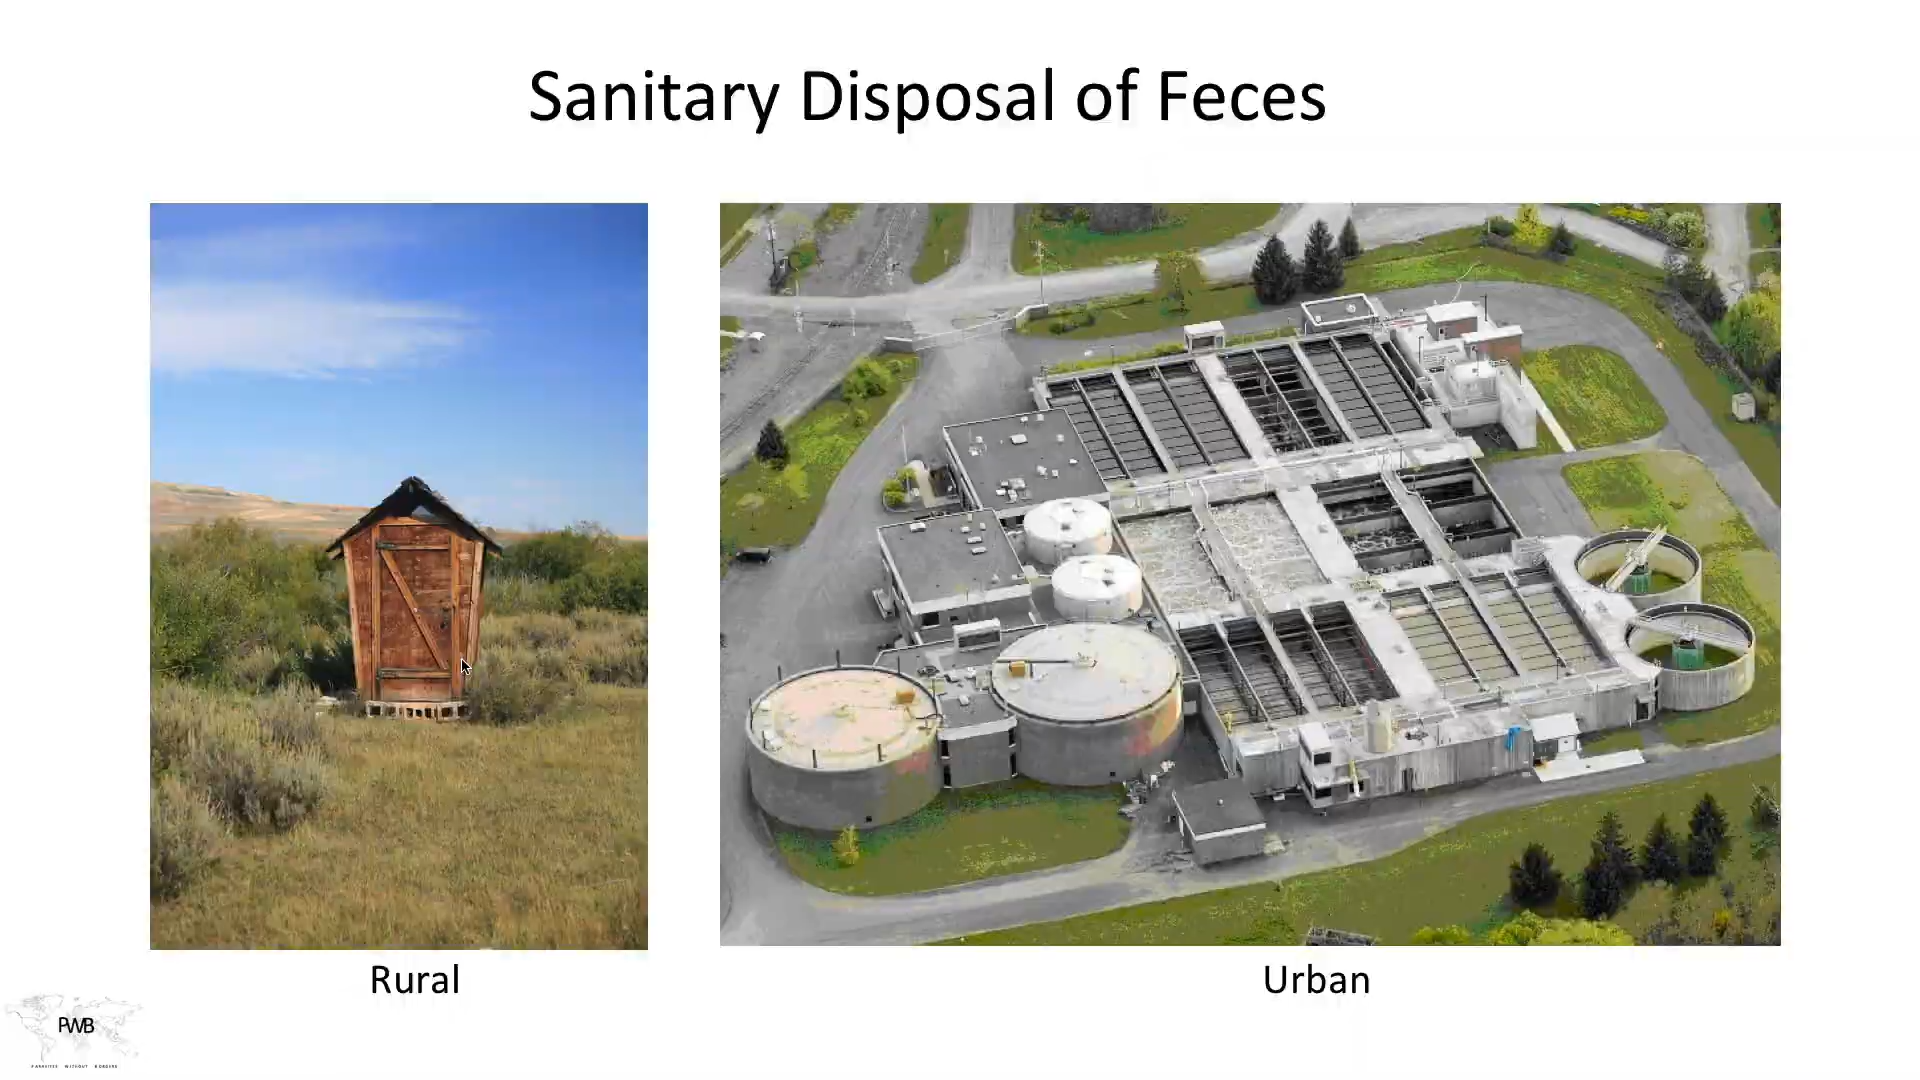 Sanitary Disposal of Feces
Rural
Urban
PWB
PARASITES WITHOUT BORDERS